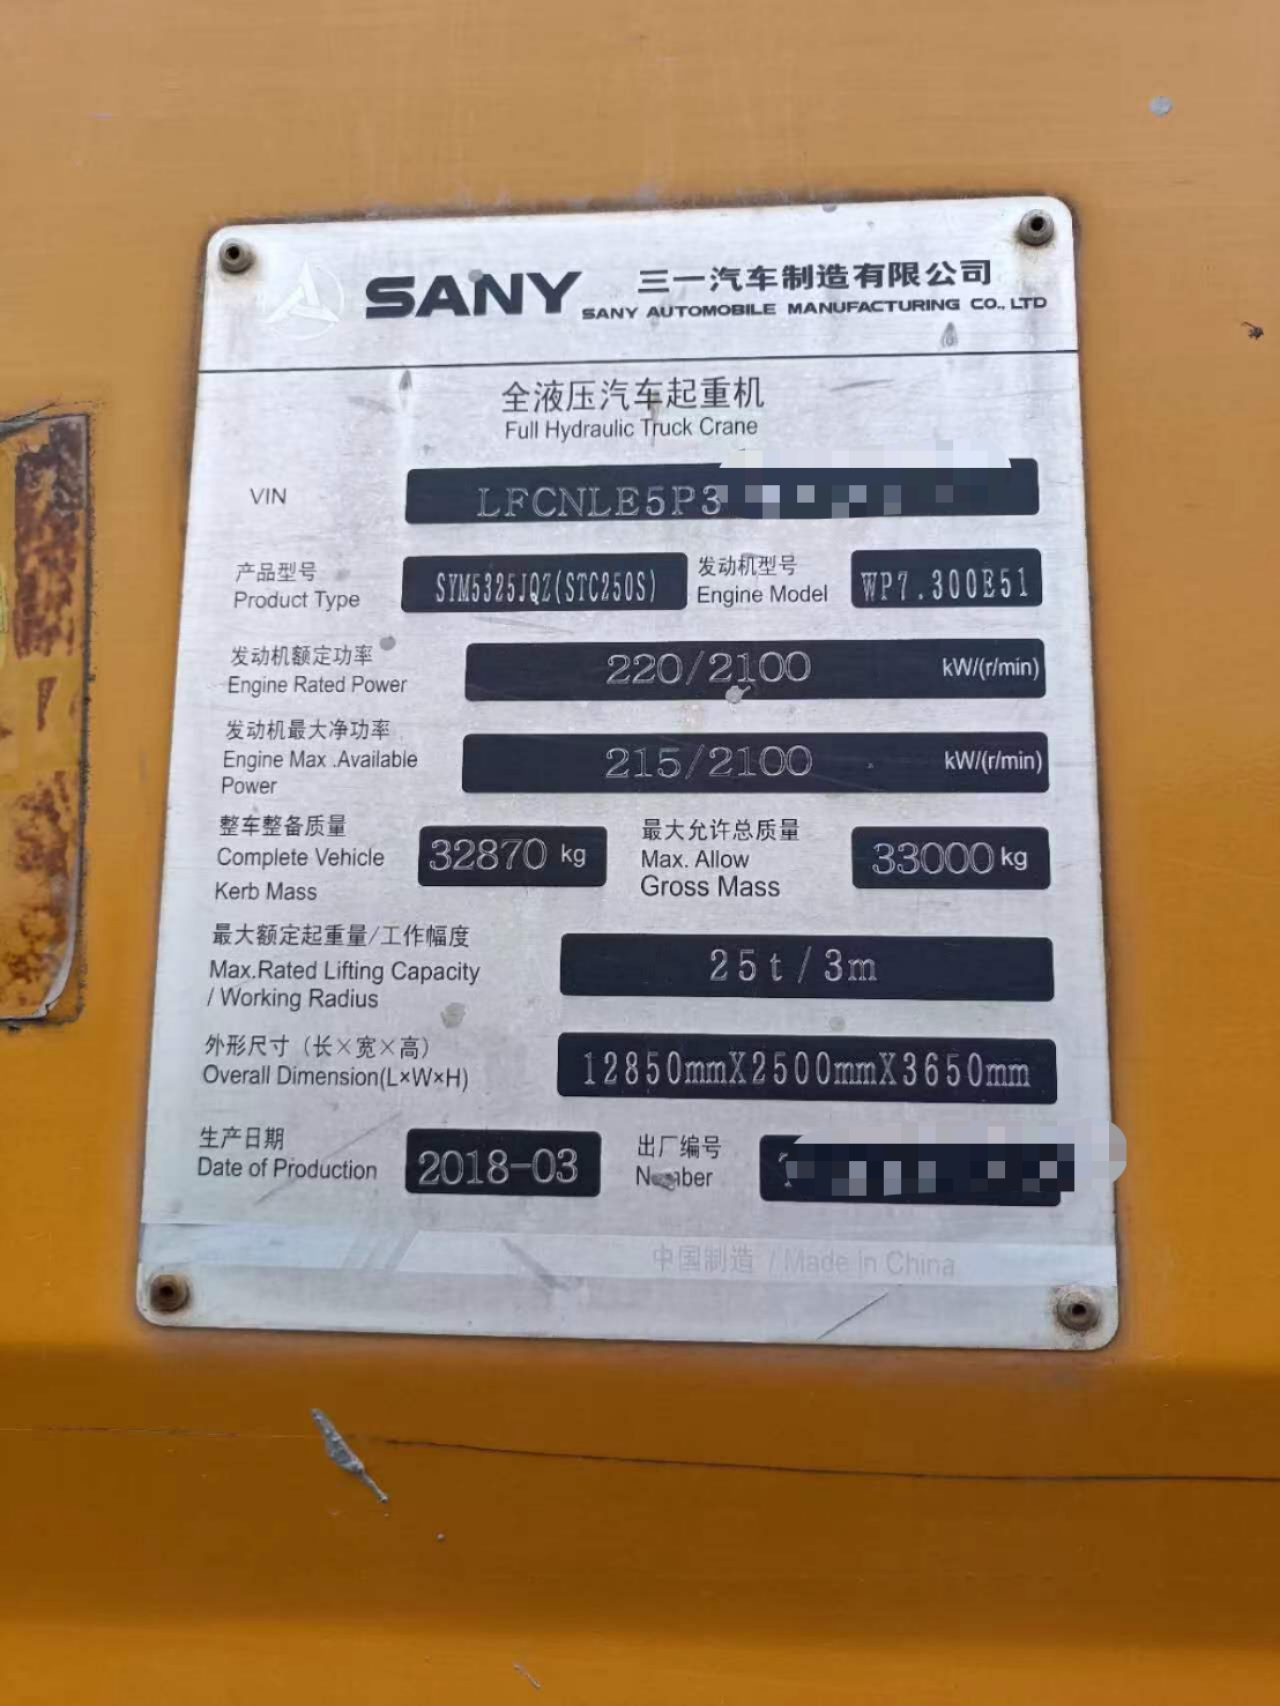 SANY 三一汽车制造有限公司
SANY AUTOMOBILE MANUFACTURING CO., LTD
全液压汽车起重机
Full Hydraulic Truck Crane
VIN LFCNLE5P3
产品型号
Product Type SYM5325JQZ(STC250S)
发动机型号
Engine Model WP7.300E51
发动机额定功率
Engine Rated Power 220/2100 kW/(r/min)
发动机最大净功率
Engine Max .Available
Power 215/2100 kW/(r/min)
整车整备质量
Complete Vehicle
Kerb Mass 32870 kg
最大允许总质量
Max. Allow
Gross Mass 33000 kg
最大额定起重量/工作幅度
Max.Rated Lifting Capacity
/ Working Radius 25t/3m
外形尺寸（长×宽×高）
Overall Dimension(L×W×H) 12850mmX2500mmX3650mm
生产日期
Date of Production 2018-03
出厂编号
Number
中国制造 / Made in China